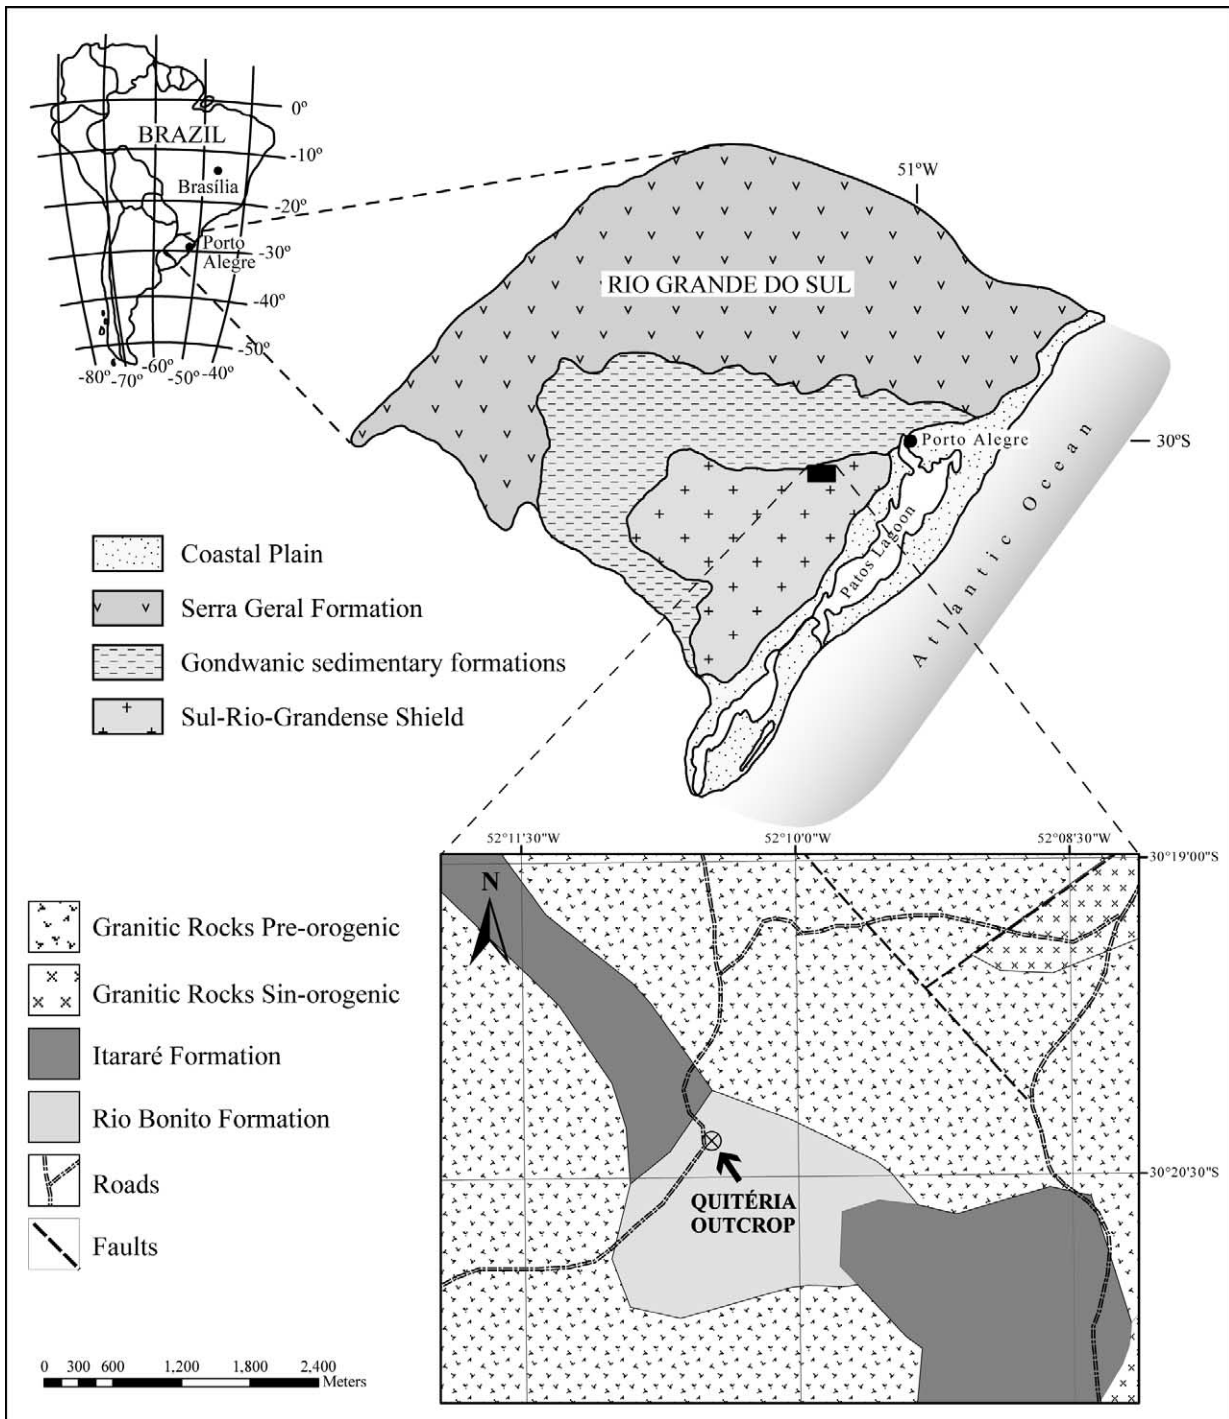 BRAZIL
Brasília
Porto
Alegre
0º
-10º
-20º
-30º
-40º
-50º
-80º
-70º
-60º
-50º
-40º
51ºW
RIO GRANDE DO SUL
Porto Alegre
30ºS
Patos Lagoon
Atlantic Ocean
Coastal Plain
Serra Geral Formation
Gondwanic sedimentary formations
Sul-Rio-Grandense Shield
52°11'30"W
52°10'0"W
52°08'30"W
30°19'00"S
30°20'30"S
N
QUITÉRIA
OUTCROP
Granitic Rocks Pre-orogenic
Granitic Rocks Sin-orogenic
Itararé Formation
Rio Bonito Formation
Roads
Faults
0 300 600 1,200 1,800 2,400
Meters